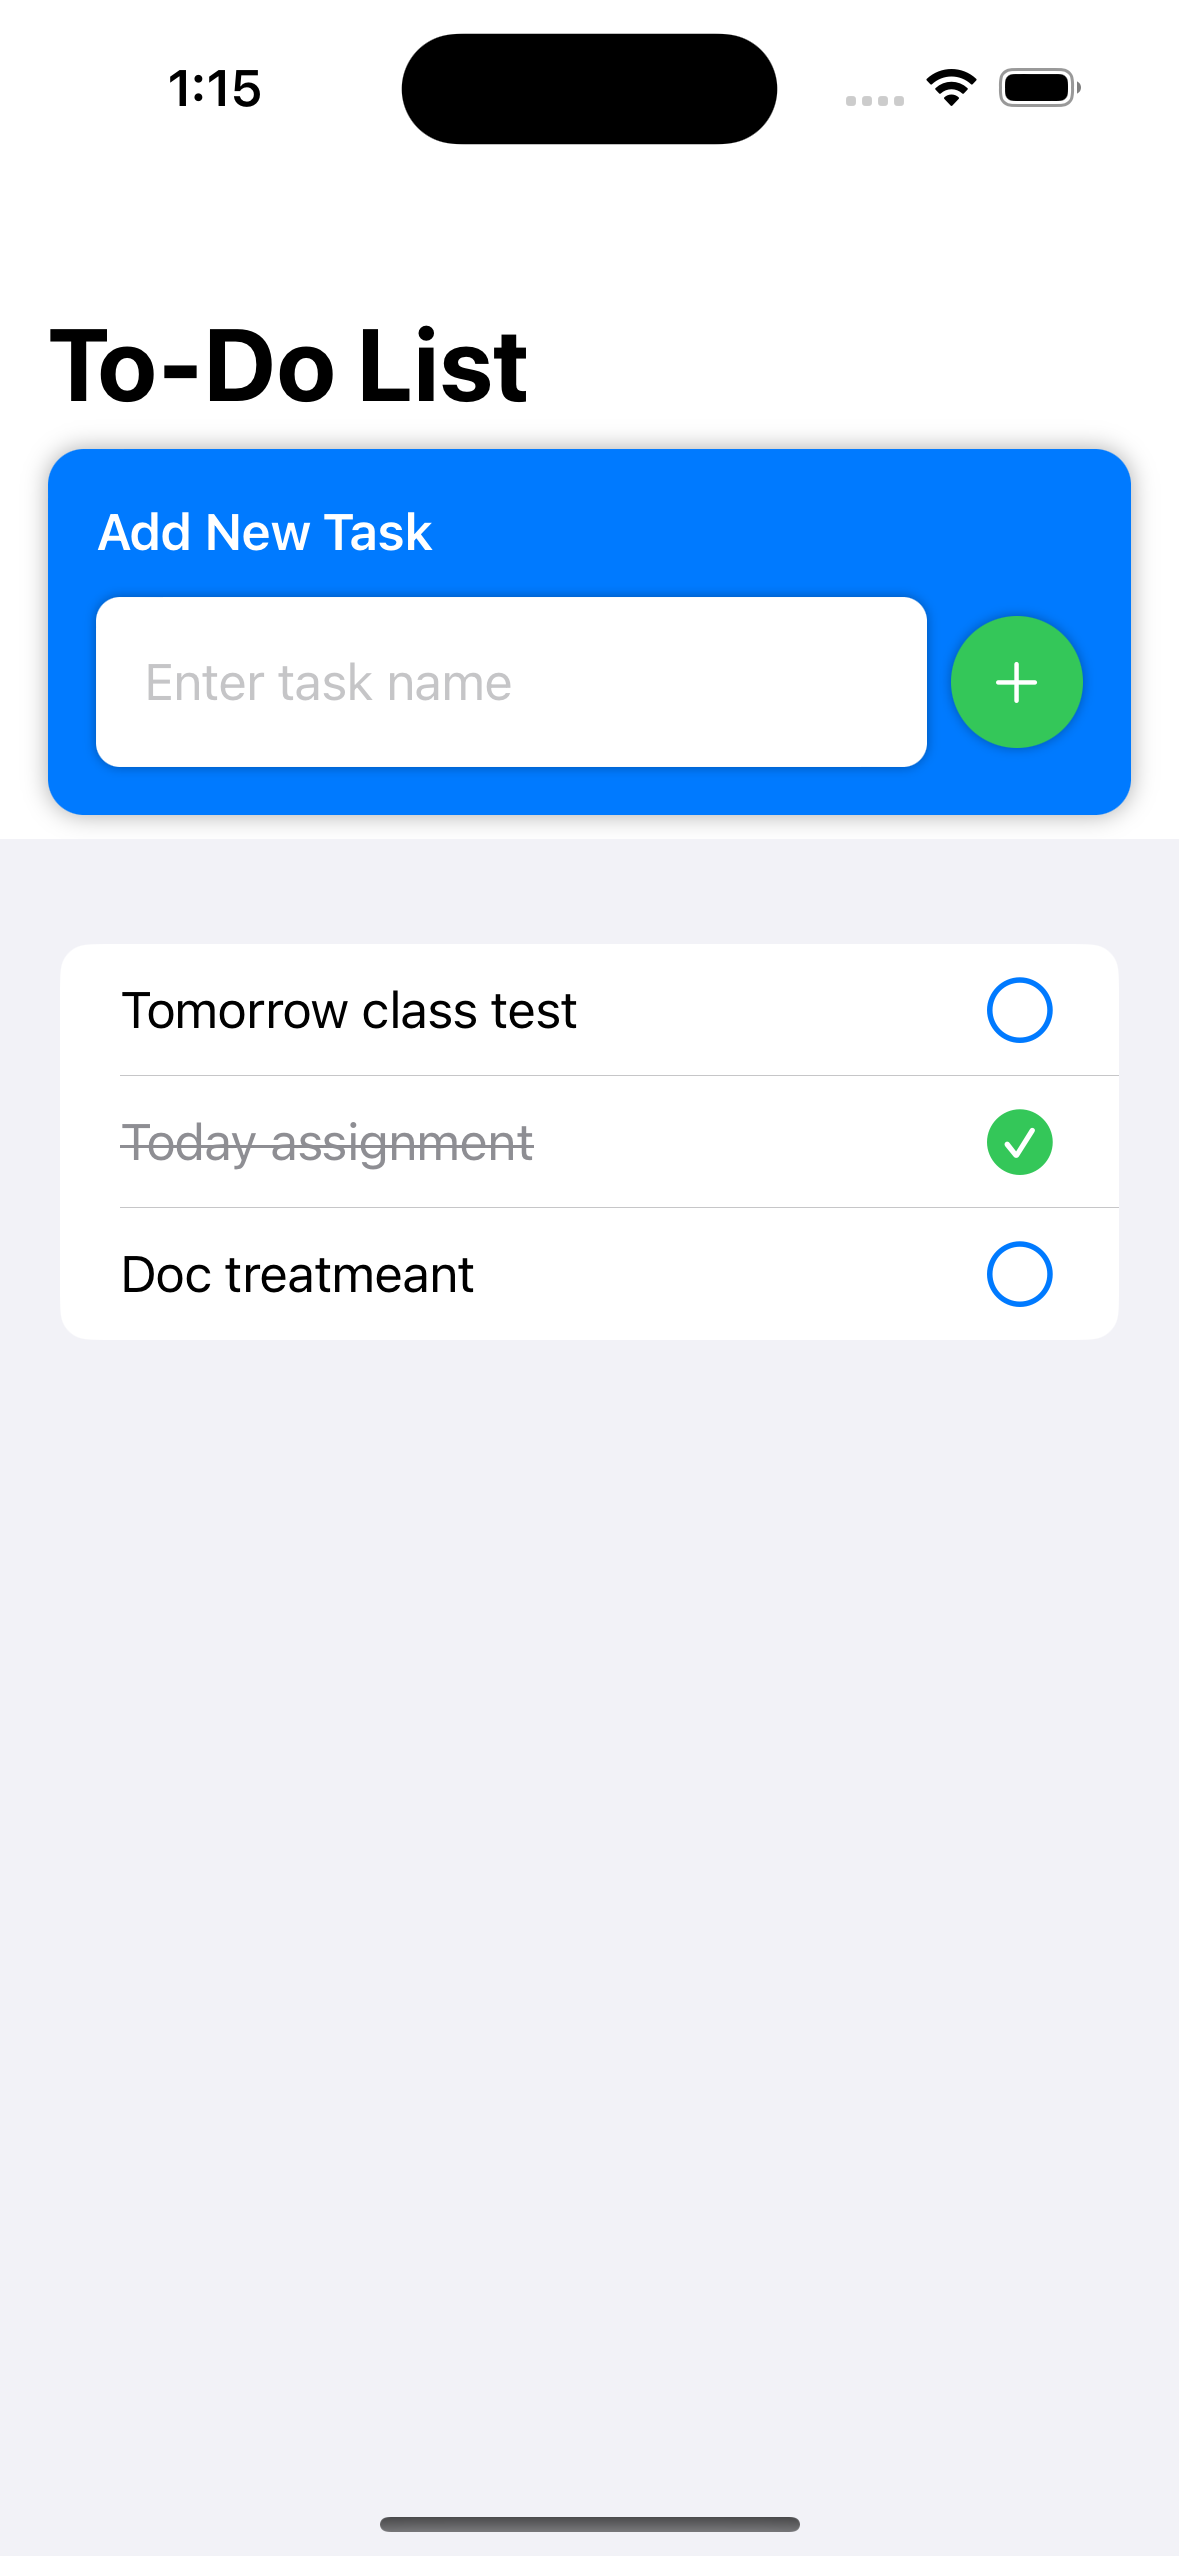 1:15
To-Do List
Add New Task
Enter task name
Tomorrow class test
Today assignment
Doc treatmeant